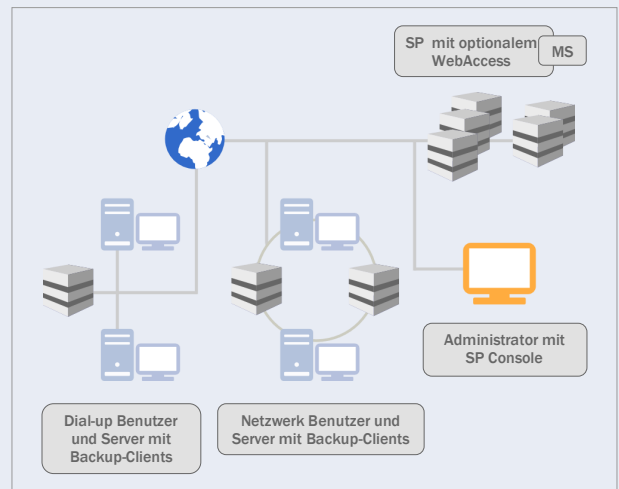 SP mit optionalem
WebAccess
MS
Administrator mit
SP Console
Dial-up Benutzer
und Server mit
Backup-Clients
Netzwerk Benutzer und
Server mit Backup-Clients